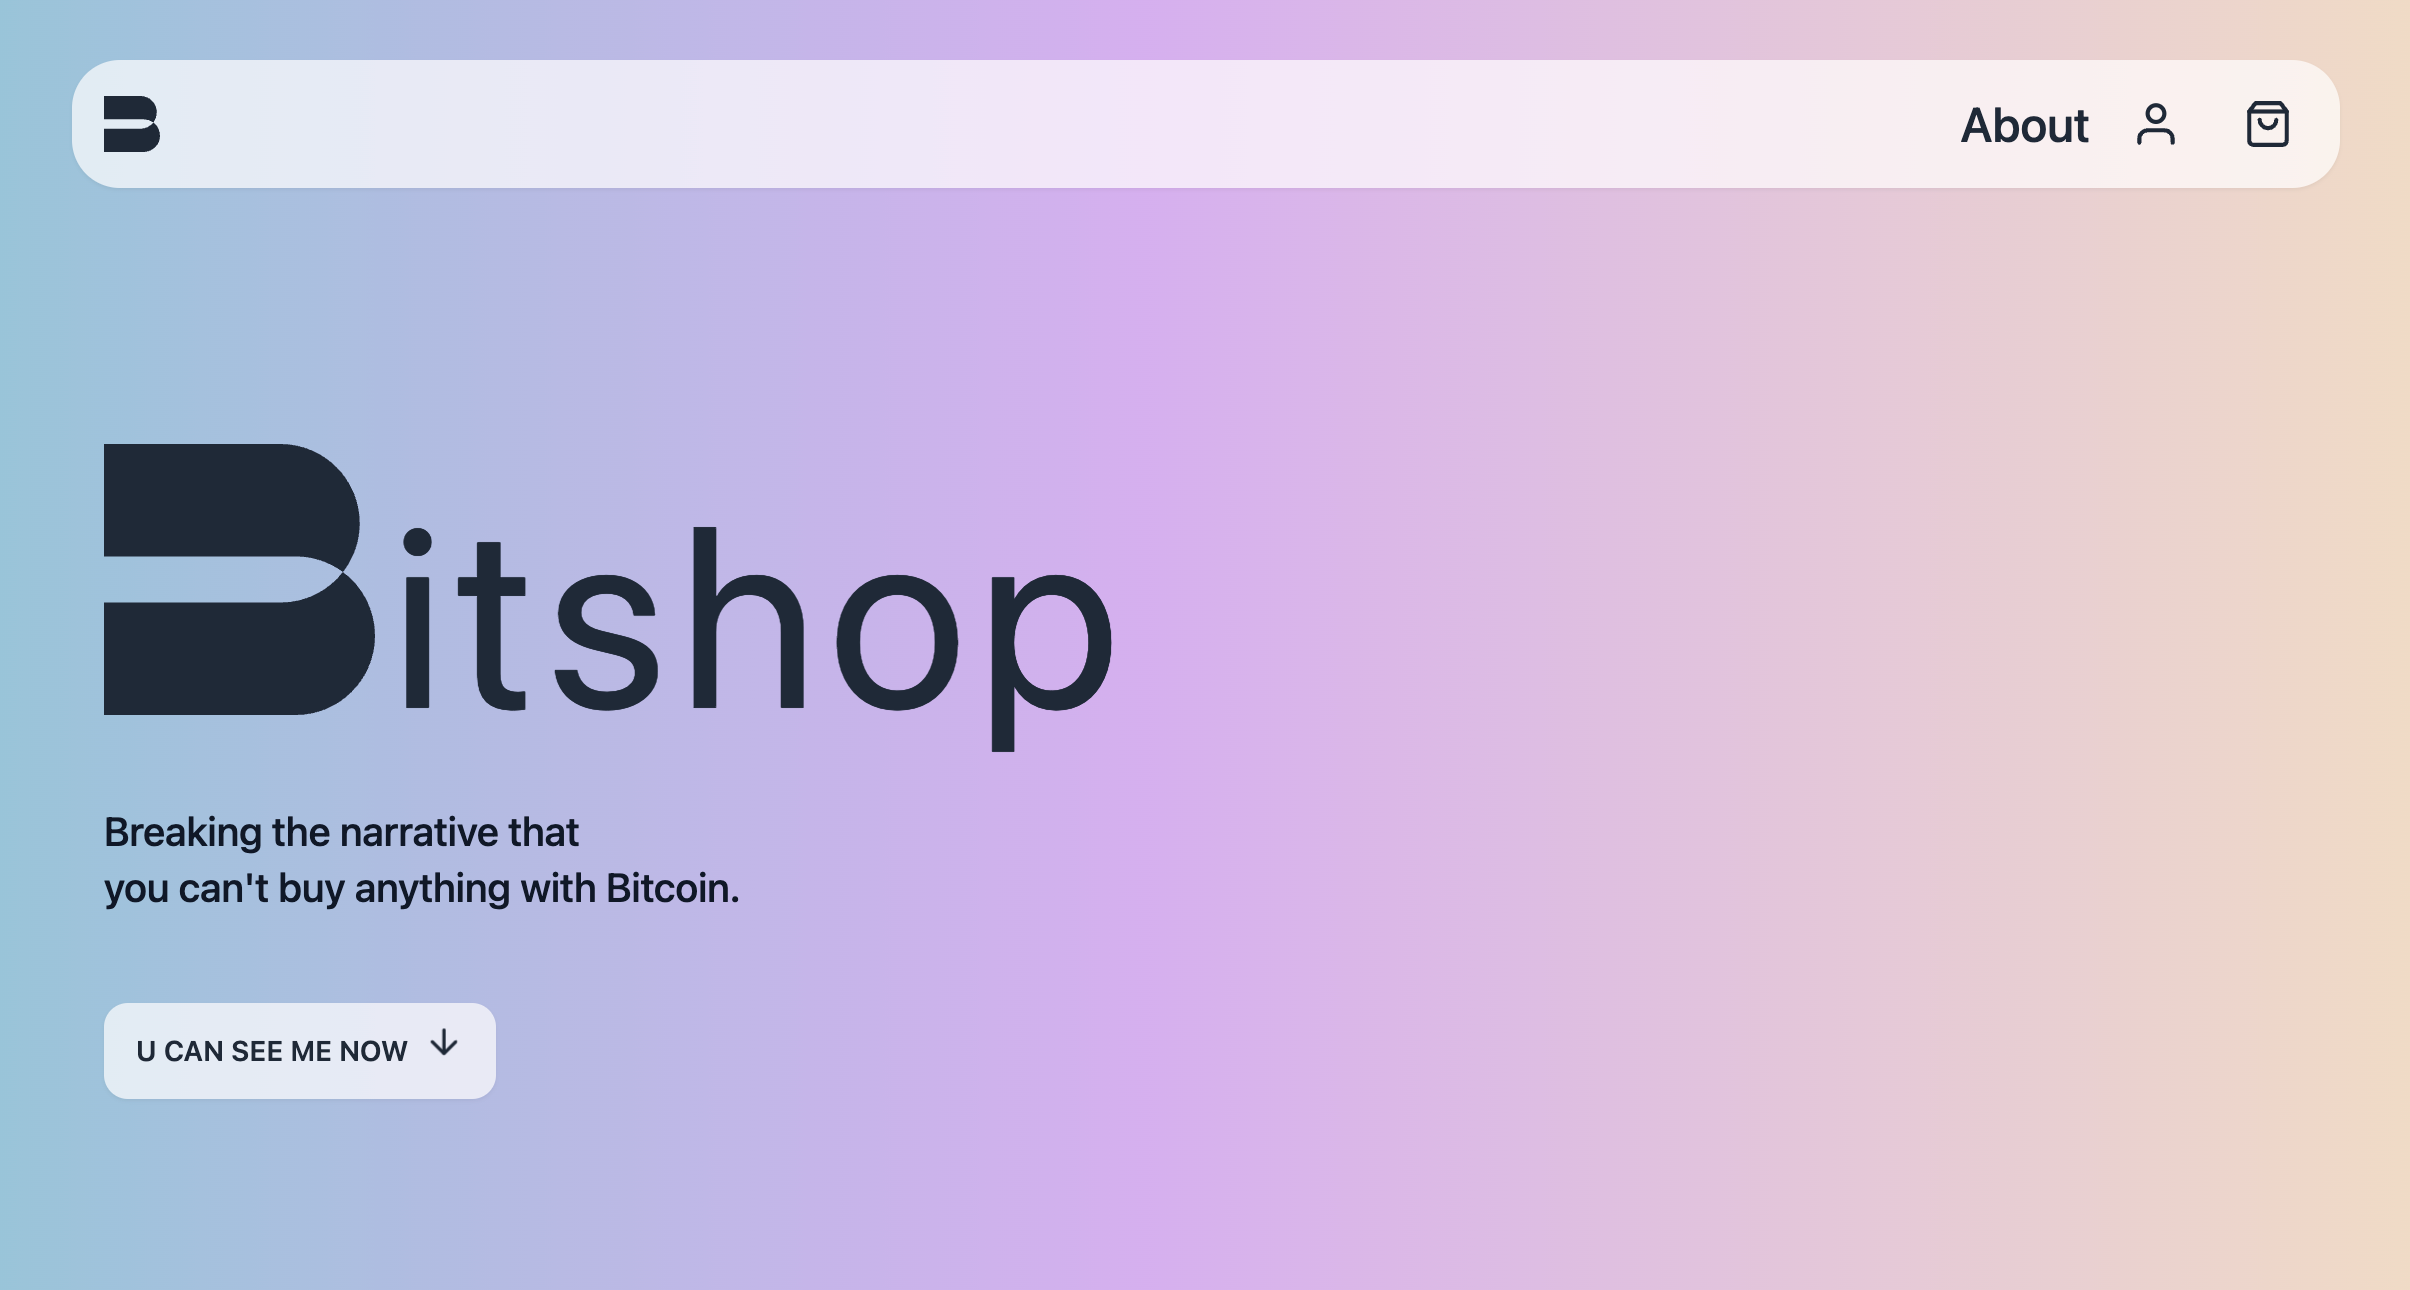 B
About
Bitshop
Breaking the narrative that
you can't buy anything with Bitcoin.
U CAN SEE ME NOW